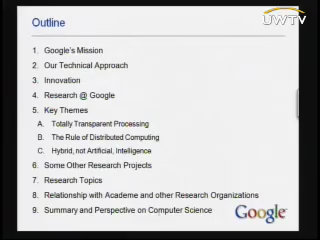 UWTV
Outline
1. Google's Mission
2. Our Technical Approach
3. Innovation
4. Research @ Google
5. Key Themes
A. Totally Transparent Processing
B. The Rule of Distributed Computing
C. Hybrid, not Artificial, Intelligence
6. Some Other Research Projects
7. Research Topics
8. Relationship with Academe and other Research Organizations
9. Summary and Perspective on Computer Science
Google